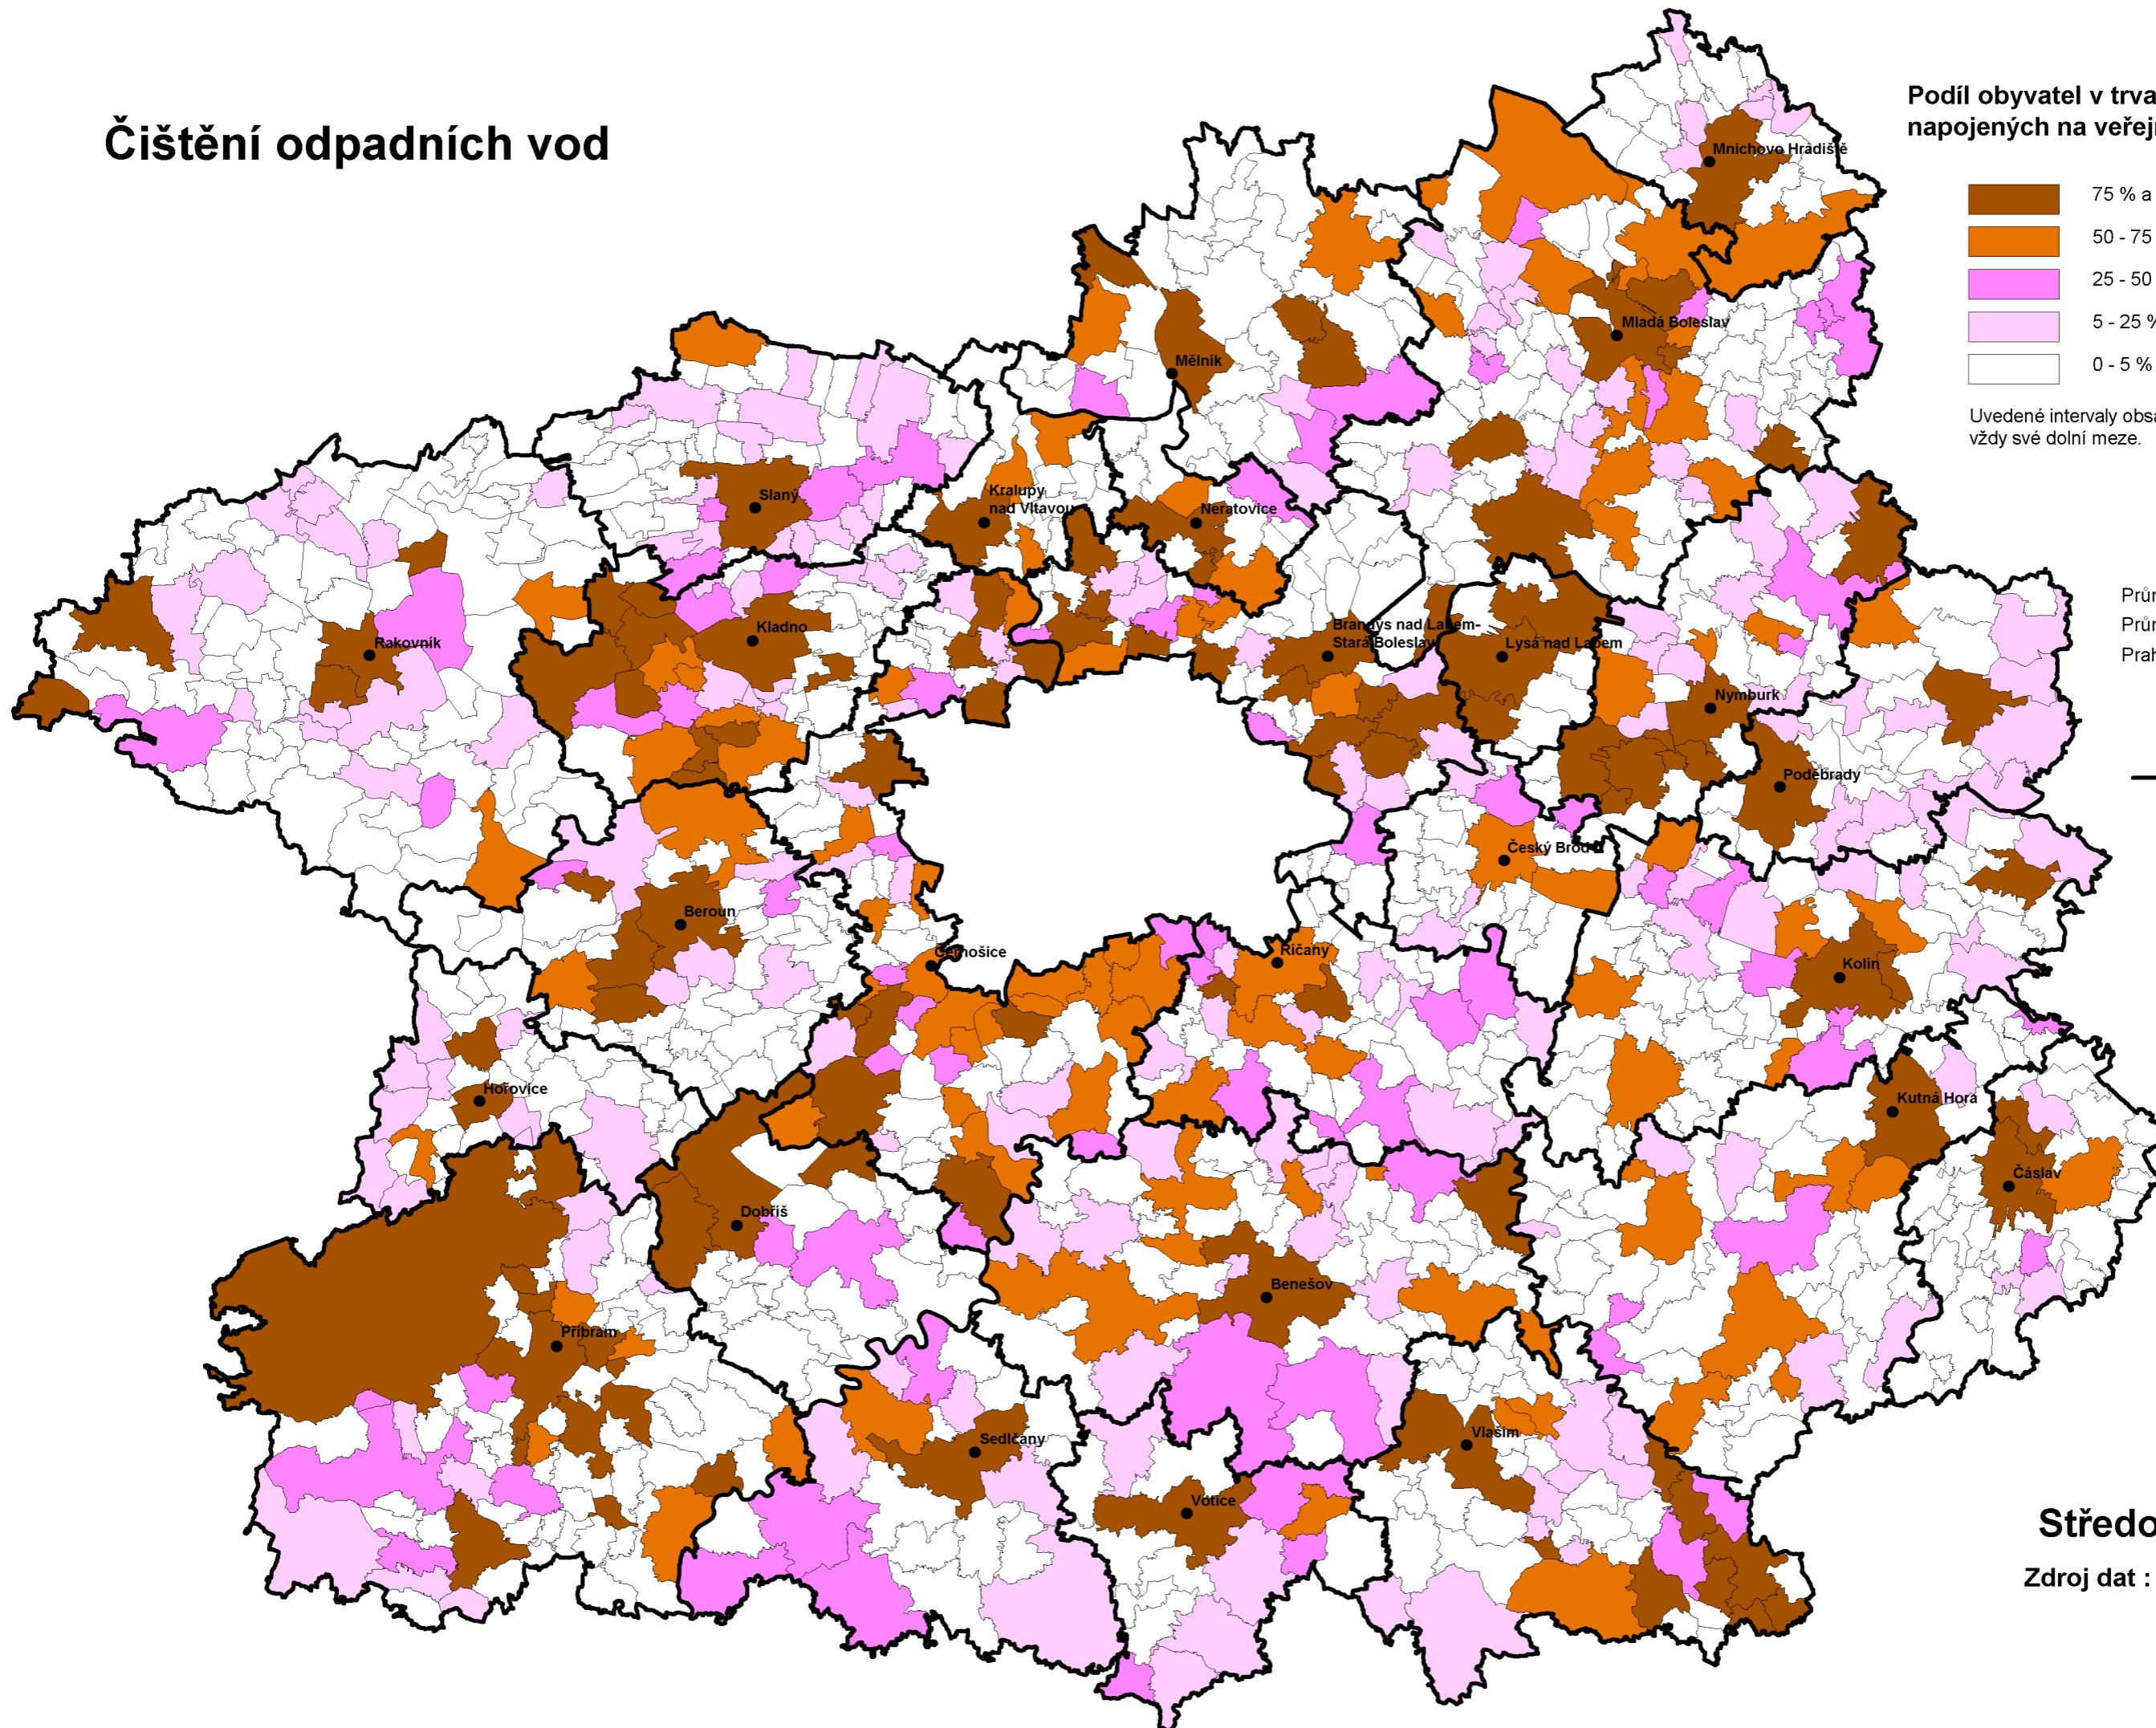 Čištění odpadních vod
Podíl obyvatel v trva
napojených na veřej
75 % a
50 - 75
25 - 50
5 - 25 %
0 - 5 %
Uvedené intervaly obsa
vždy své dolní meze.
Prům
Prům
Prah
Mnichovo Hradiště
Mladá Boleslav
Mělník
Slaný
Kralupy
nad Vltavou
Neratovice
Rakovník
Kladno
Brandýs nad Labem-
Stará Boleslav
Lysá nad Labem
Nymburk
Poděbrady
Český Brod
Beroun
Černošice
Říčany
Kolín
Hořovice
Kutná Hora
Čáslav
Dobříš
Benešov
Příbram
Sedlčany
Vlašim
Votice
Středo
Zdroj dat :